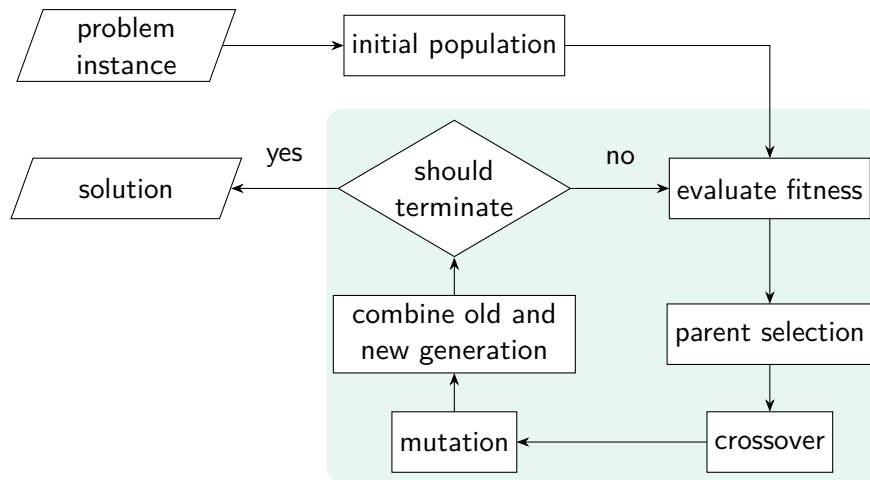 problem
instance
initial population
yes
should
terminate
no
solution
evaluate fitness
combine old and
new generation
parent selection
mutation
crossover